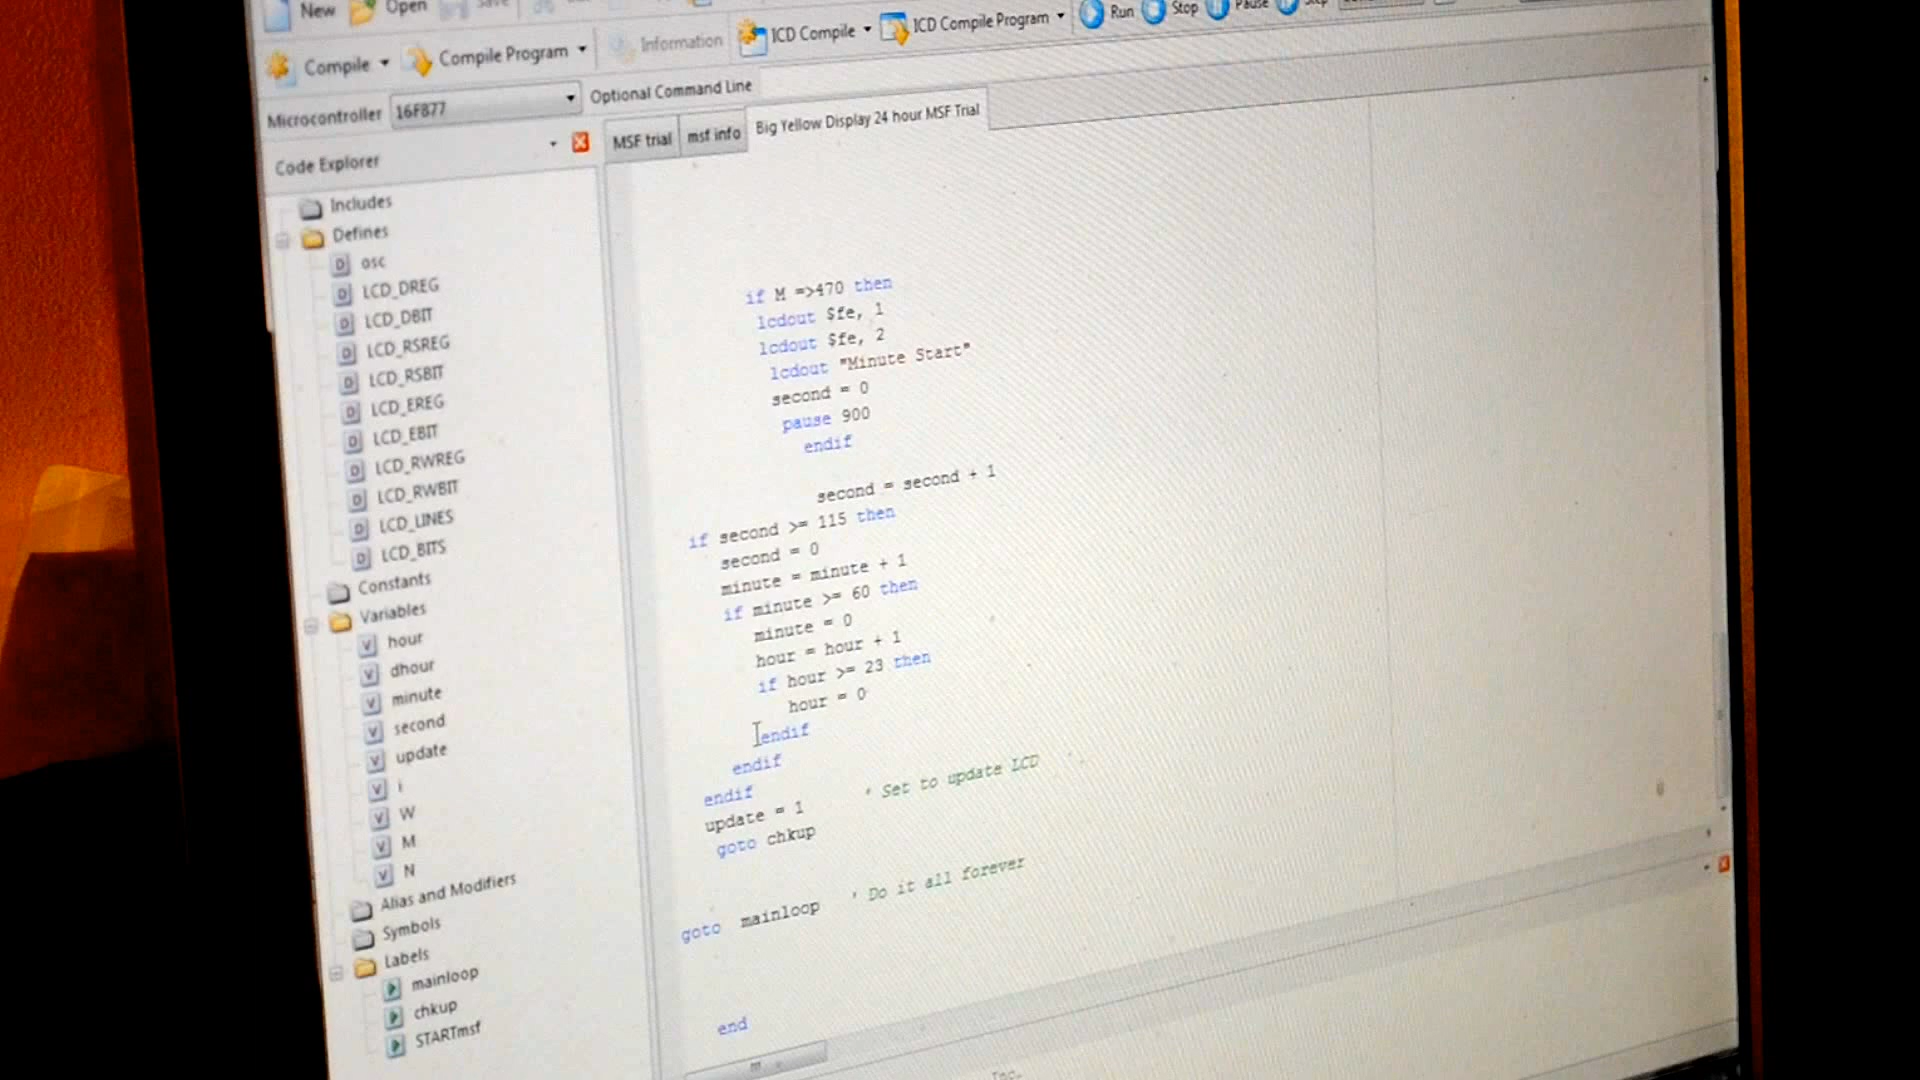 New Open Save
Compile Compile Program Information ICD Compile ICD Compile Program Run Stop Pause Step
Microcontroller 16F877 Optional Command Line
Code Explorer
MSF trial msf info Big Yellow Display 24 hour MSF Trial
Includes
Defines
osc
LCD_DREG
LCD_DBIT
LCD_RSREG
LCD_RSBIT
LCD_EREG
LCD_EBIT
LCD_RWREG
LCD_RWBIT
LCD_LINES
LCD_BITS
Constants
Variables
hour
dhour
minute
second
update
i
W
M
N
Alias and Modifiers
Symbols
Labels
mainloop
chkup
STARTmsf
if M =>470 then
lcdout $fe, 1
lcdout $fe, 2
lcdout "Minute Start"
second = 0
pause 900
endif
second = second + 1
if second >= 115 then
second = 0
minute = minute + 1
if minute >= 60 then
minute = 0
hour = hour + 1
if hour >= 23 then
hour = 0
endif
endif
endif
update = 1 ' Set to update LCD
goto chkup
goto mainloop ' Do it all forever
end
Inc.